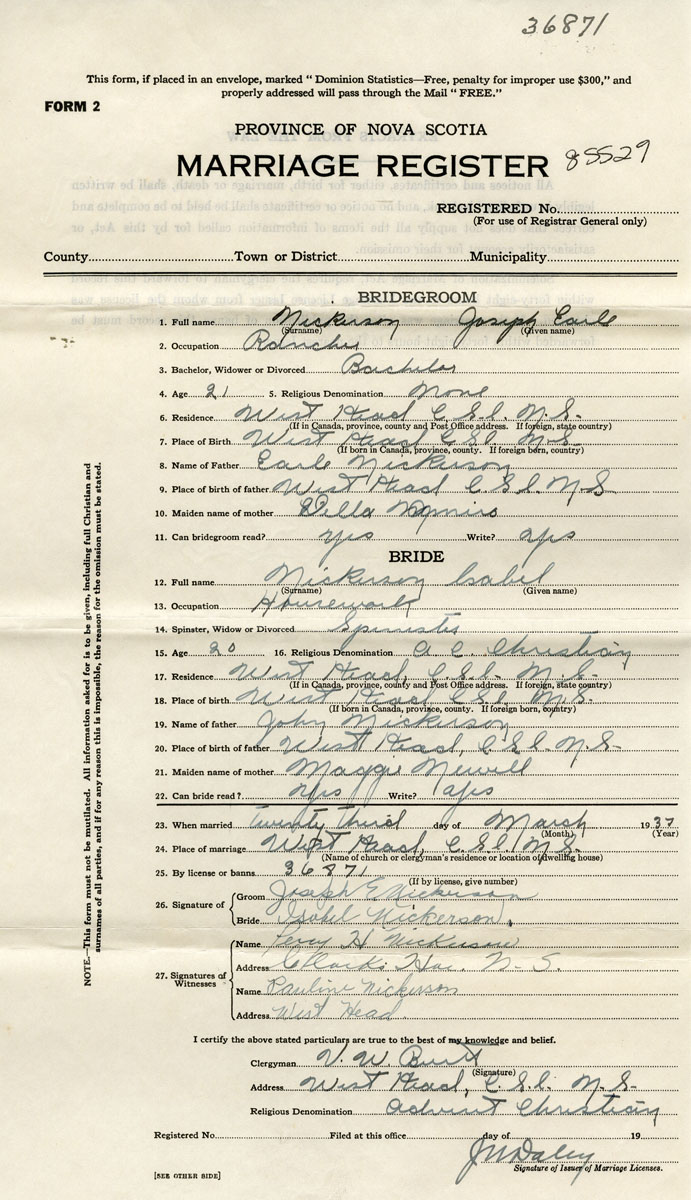 36871
This form, if placed in an envelope, marked "Dominion Statistics—Free, penalty for improper use $300," and
properly addressed will pass through the Mail "FREE."
FORM 2
PROVINCE OF NOVA SCOTIA
MARRIAGE REGISTER 85529
REGISTERED No.
(For use of Registrar General only)
County Town or District Municipality
BRIDEGROOM
1. Full name Nickerson Joseph Earle
(Surname) (Given name)
2. Occupation
3. Bachelor, Widower or Divorced Bachelor
4. Age 21 5. Religious Denomination None
6. Residence West Head C.S.I. N.S.
(If in Canada, province, county and Post Office address. If foreign, state country)
7. Place of Birth West Head C.S.I. N.S.
(If born in Canada, province, county. If foreign born, country)
8. Name of Father Earle Nickerson
9. Place of birth of father West Head C.S.I. N.S
10. Maiden name of mother
11. Can bridegroom read? yes Write? yes
BRIDE
12. Full name Nickerson Isabel
(Surname) (Given name)
13. Occupation Housework
14. Spinster, Widow or Divorced Spinster
15. Age 20 16. Religious Denomination A. C. Christian
17. Residence West Head, C.S.I. N.S.
(If in Canada, province, county and Post Office address. If foreign, state country)
18. Place of birth West Head C.S.I. N.S.
(If born in Canada, province, county. If foreign born, country)
19. Name of father John Nickerson
20. Place of birth of father West Head, C.S.I. N.S.
21. Maiden name of mother Maggie Newell
22. Can bride read? yes Write? yes
23. When married twenty third day of March 1937
(Month) (Year)
24. Place of marriage West Head, C.S.I. N.S.
(Name of church or clergyman's residence or location of dwelling house)
25. By license or banns 36871
(If by license, give number)
26. Signature of
Groom Joseph E Nickerson
Bride Isobel Nickerson
27. Signatures of Witnesses
Name Percy H Nickerson
Address Clarks Har. N.S.
Name Pauline Nickerson
Address West Head.
I certify the above stated particulars are true to the best of my knowledge and belief.
Clergyman V. W. Burtt
(Signature)
Address West Head, C.S.I. N.S.
Religious Denomination Advent Christian
Registered No. Filed at this office day of 19
Signature of Issuer of Marriage Licenses.
[SEE OTHER SIDE]
NOTE.—This form must not be mutilated. All information asked for is to be given, including full Christian and
surnames of all parties, and if for any reason this is impossible, the reason for the omission must be stated.